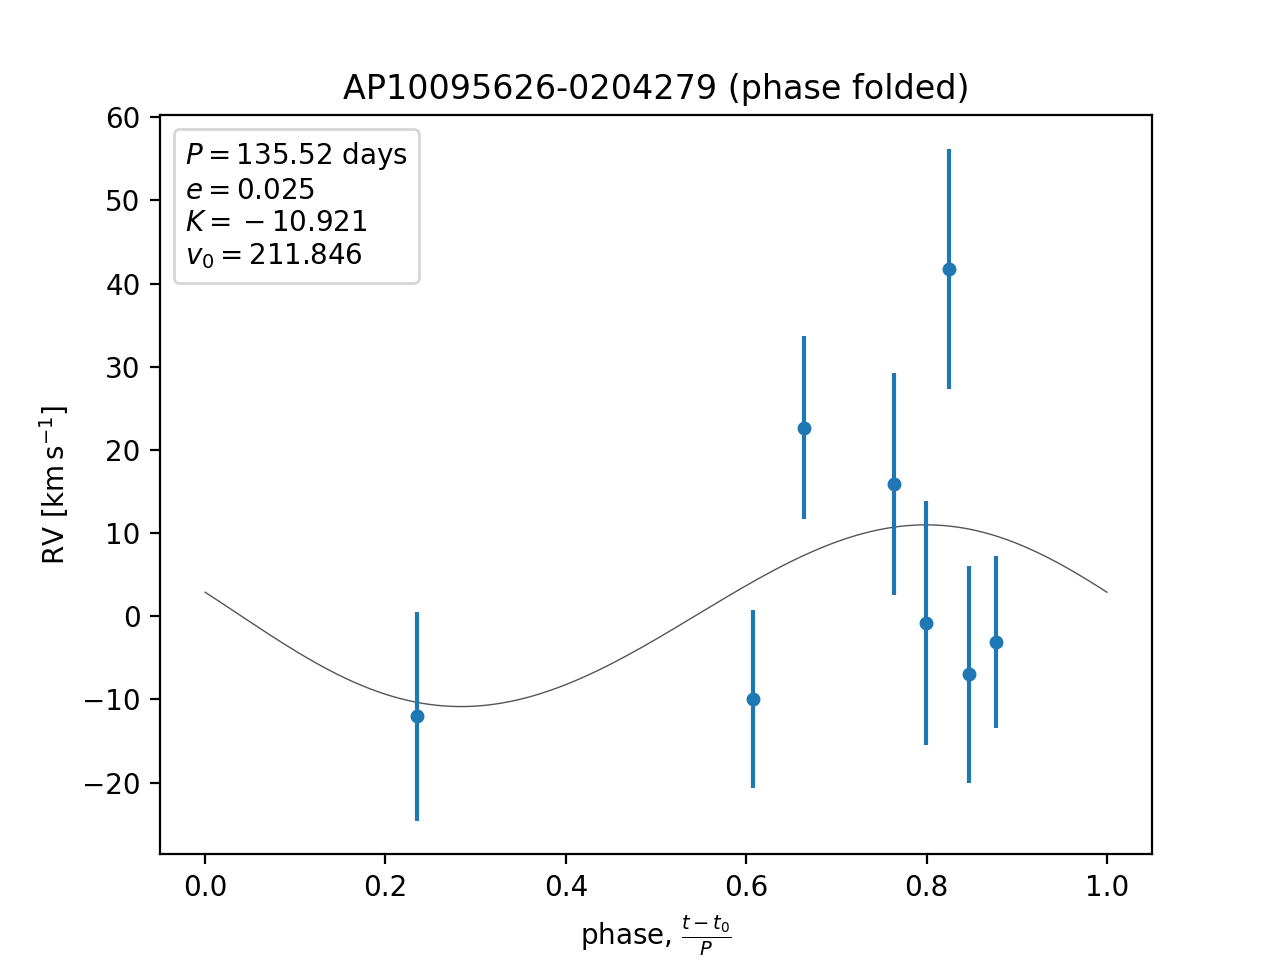 AP10095626-0204279 (phase folded)
P = 135.52 days
e = 0.025
K = −10.921
v₀ = 211.846
60
50
40
30
20
10
0
−10
−20
RV [km s⁻¹]
0.0 0.2 0.4 0.6 0.8 1.0
phase, (t − t₀)/P